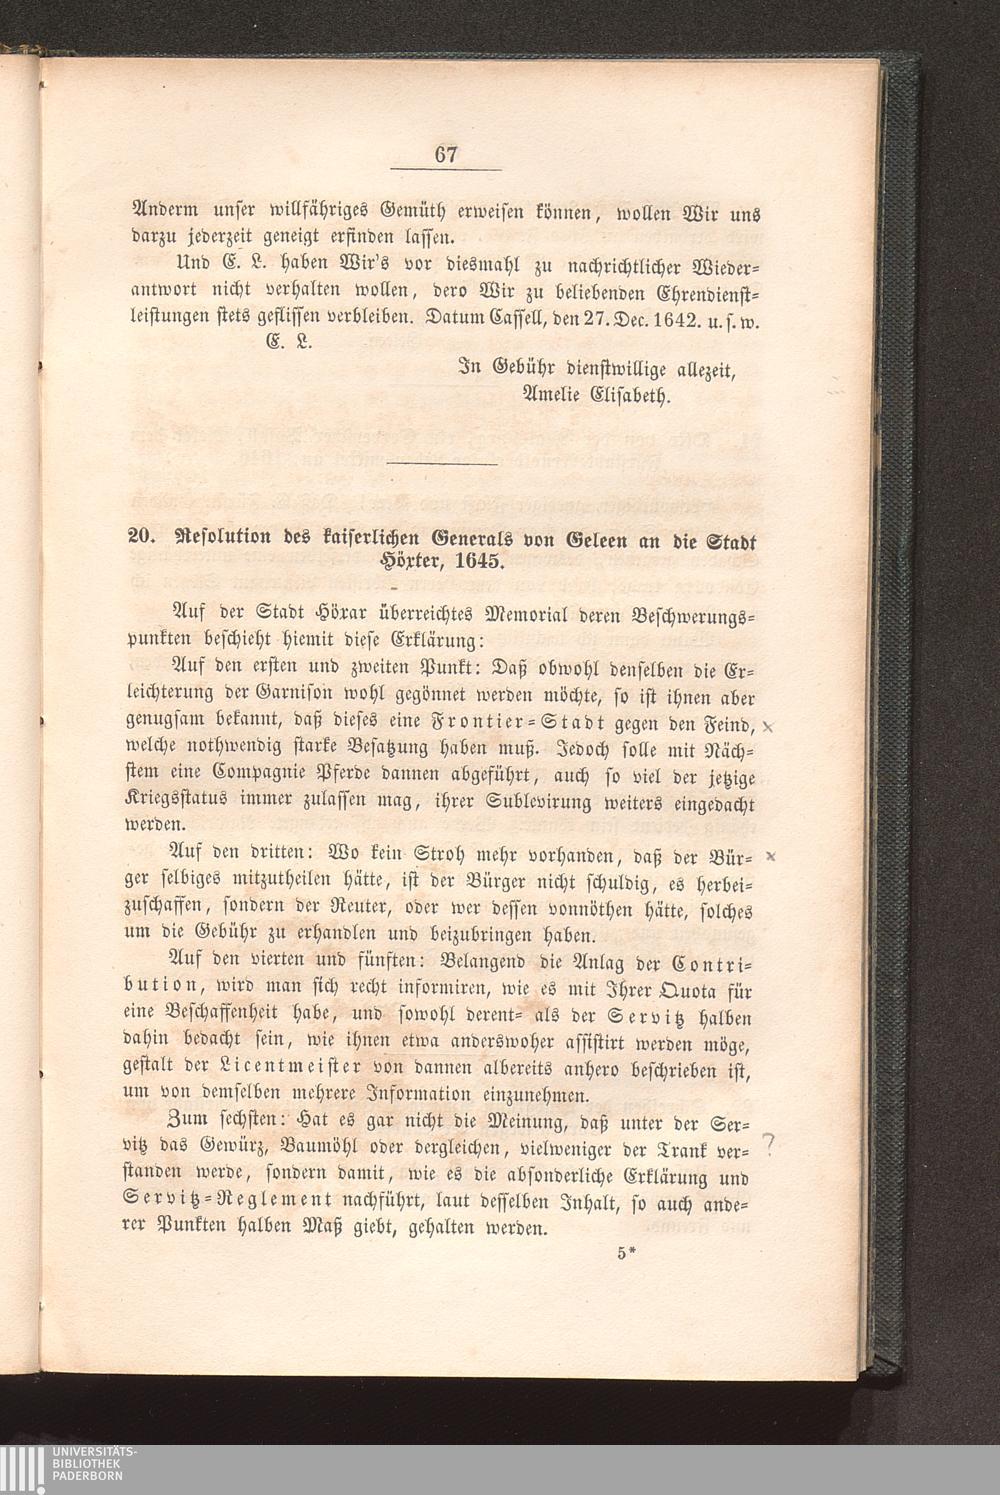 67
Anderm unser willfähriges Gemüth erweisen können, wollen Wir uns
darzu jederzeit geneigt erfinden lassen.
Und E. L. haben Wir's vor diesmahl zu nachrichtlicher Wieder-
antwort nicht verhalten wollen, dero Wir zu beliebenden Ehrendienst-
leistungen stets geflissen verbleiben. Datum Cassell, den 27. Dec. 1642. u. s. w.
E. L.
In Gebühr dienstwillige allezeit,
Amelie Elisabeth.
20. Resolution des kaiserlichen Generals von Geleen an die Stadt
Höxter, 1645.
Auf der Stadt Höxar überreichtes Memorial deren Beschwerungs-
punkten beschieht hiemit diese Erklärung:
Auf den ersten und zweiten Punkt: Daß obwohl denselben die Er-
leichterung der Garnison wohl gegönnet werden möchte, so ist ihnen aber
genugsam bekannt, daß dieses eine Frontier-Stadt gegen den Feind, x
welche nothwendig starke Besatzung haben muß. Jedoch solle mit Näch-
stem eine Compagnie Pferde dannen abgeführt, auch so viel der jetzige
Kriegsstatus immer zulassen mag, ihrer Sublevirung weiters eingedacht
werden.
Auf den dritten: Wo kein Stroh mehr vorhanden, daß der Bür- x
ger selbiges mitzutheilen hätte, ist der Bürger nicht schuldig, es herbei-
zuschaffen, sondern der Reuter, oder wer dessen vonnöthen hätte, solches
um die Gebühr zu erhandlen und beizubringen haben.
Auf den vierten und fünften: Belangend die Anlag der Contri-
bution, wird man sich recht informiren, wie es mit Ihrer Quota für
eine Beschaffenheit habe, und sowohl derent- als der Servitz halben
dahin bedacht sein, wie ihnen etwa anderswoher assistirt werden möge,
gestalt der Licentmeister von dannen albereits anhero beschrieben ist,
um von demselben mehrere Information einzunehmen.
Zum sechsten: Hat es gar nicht die Meinung, daß unter der Ser-
vitz das Gewürz, Baumöhl oder dergleichen, vielweniger der Trank ver- ?
standen werde, sondern damit, wie es die absonderliche Erklärung und
Servitz-Reglement nachführt, laut desselben Inhalt, so auch ande-
rer Punkten halben Maß giebt, gehalten werden.
5*
UNIVERSITÄTS-
BIBLIOTHEK
PADERBORN